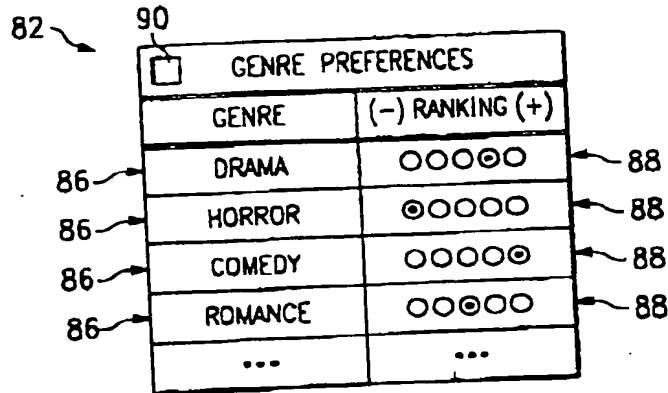 82
90
GENRE PREFERENCES
GENRE (-) RANKING (+)
86 DRAMA 88
86 HORROR 88
86 COMEDY 88
86 ROMANCE 88
... ...